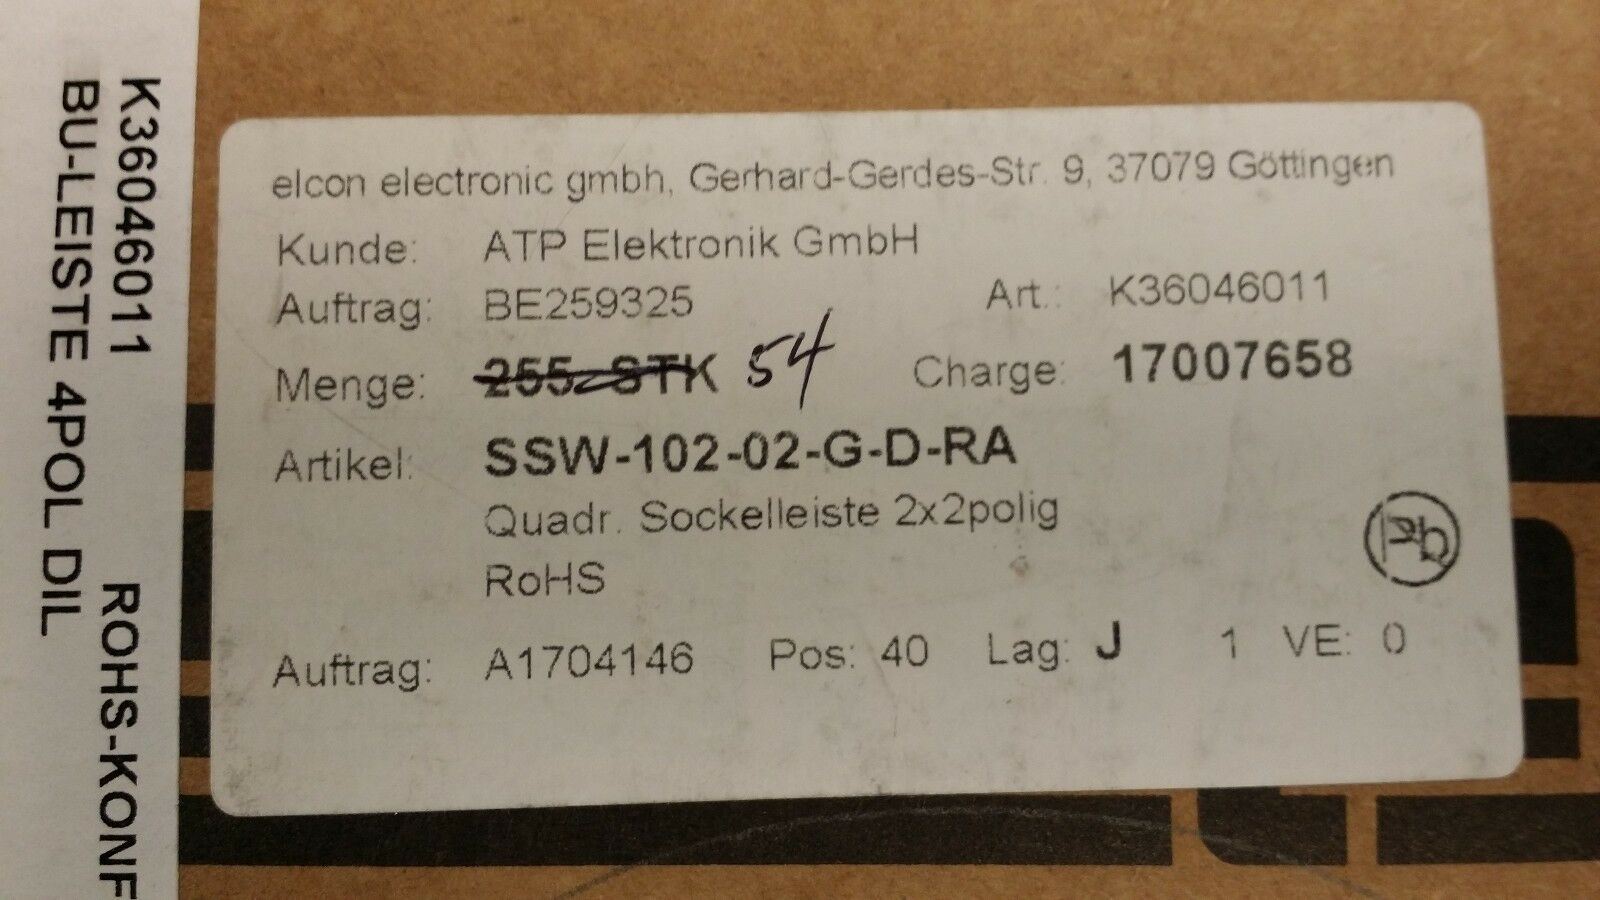 K36046011 ROHS-KONF
BU-LEISTE 4POL DIL
elcon electronic gmbh, Gerhard-Gerdes-Str. 9, 37079 Göttingen
Kunde: ATP Elektronik GmbH
Auftrag: BE259325 Art.: K36046011
Menge: 255 STK 54 Charge: 17007658
Artikel: SSW-102-02-G-D-RA
Quadr. Sockelleiste 2x2polig
RoHS
Pb
Auftrag: A1704146 Pos: 40 Lag: J 1 VE: 0